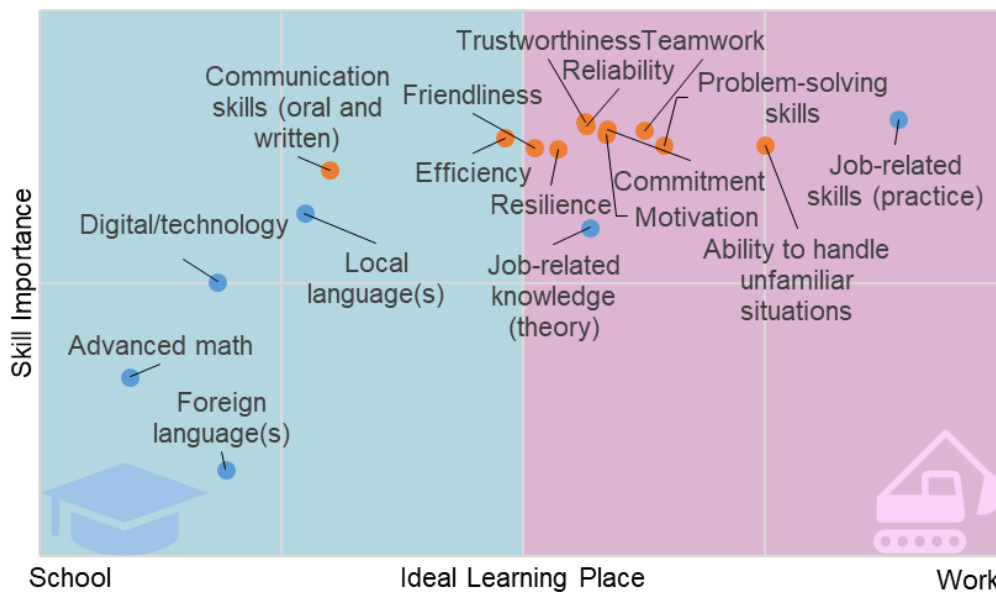 TrustworthinessTeamwork
Reliability
Communication
skills (oral and
written)
Friendliness
Problem-solving
skills
Efficiency
Commitment
Job-related
skills (practice)
Resilience
Motivation
Digital/technology
Local
language(s)
Job-related
knowledge
(theory)
Ability to handle
unfamiliar
situations
Advanced math
Foreign
language(s)
Skill Importance
School
Ideal Learning Place
Work